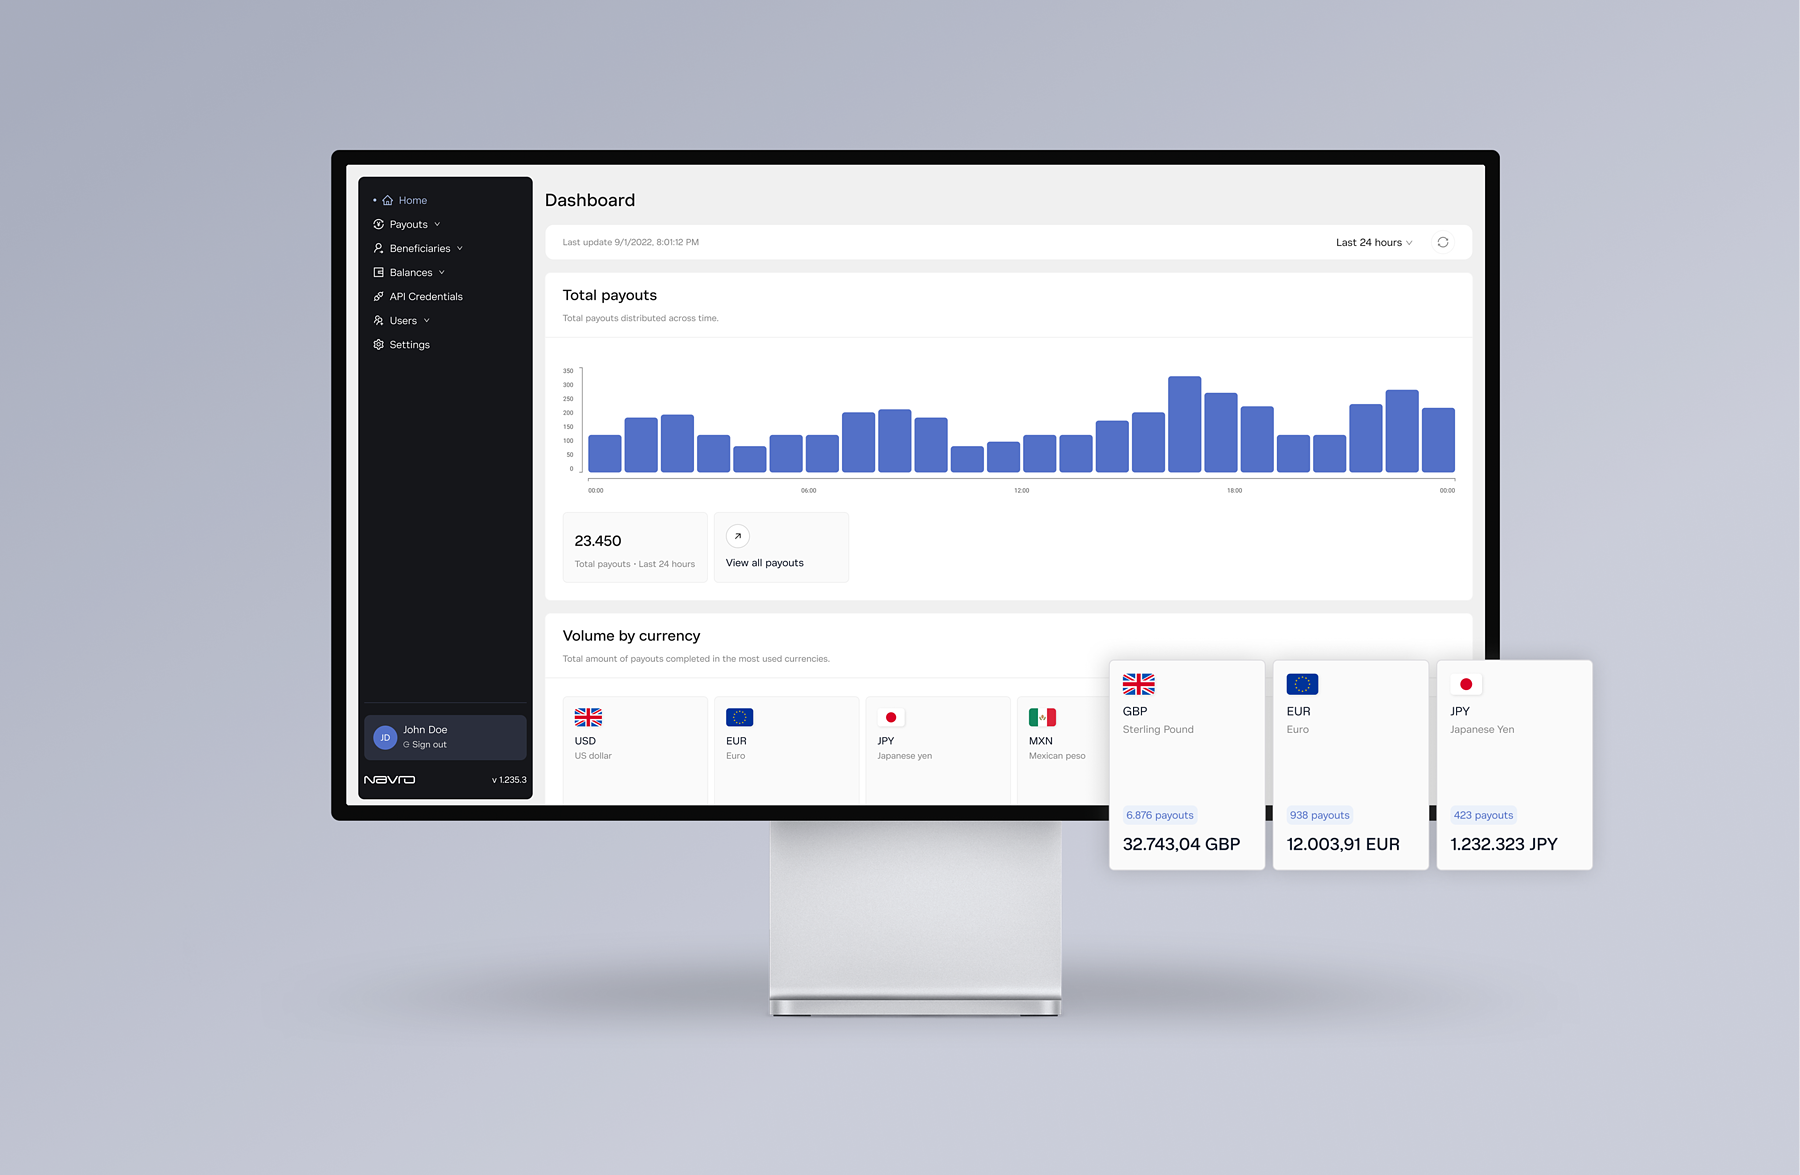 Home
Payouts
Beneficiaries
Balances
API Credentials
Users
Settings
John Doe
JD
Sign out
Navro
v 1.235.3
Dashboard
Last update 9/1/2022, 8:01:12 PM
Last 24 hours
Total payouts
Total payouts distributed across time.
350
300
250
200
150
100
50
0
00:00 06:00 12:00 18:00 00:00
23.450
Total payouts • Last 24 hours
View all payouts
Volume by currency
Total amount of payouts completed in the most used currencies.
USD
US dollar
EUR
Euro
JPY
Japanese yen
MXN
Mexican peso
GBP
Sterling Pound
6.876 payouts
32.743,04 GBP
EUR
Euro
938 payouts
12.003,91 EUR
JPY
Japanese Yen
423 payouts
1.232.323 JPY